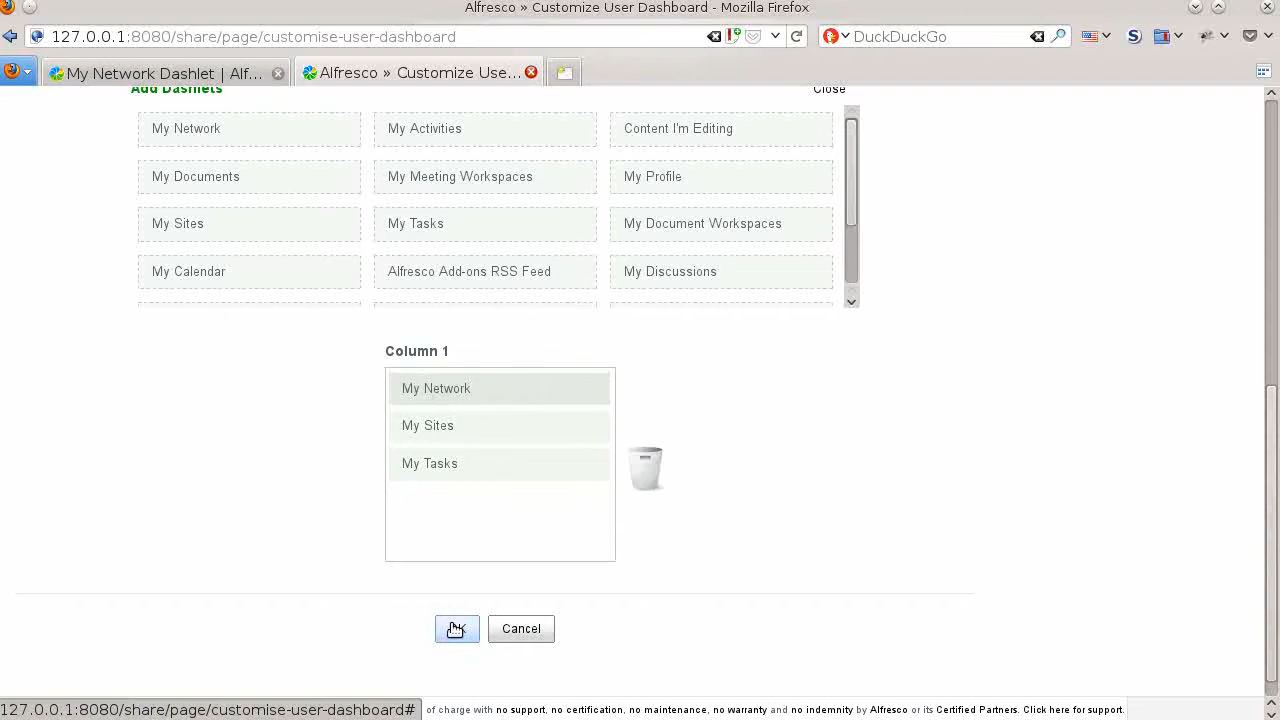 Alfresco » Customize User Dashboard - Mozilla Firefox
127.0.0.1:8080/share/page/customise-user-dashboard
DuckDuckGo
My Network Dashlet | Alf...
Alfresco » Customize Use...
Add Dashlets
Close
My Network
My Activities
Content I'm Editing
My Documents
My Meeting Workspaces
My Profile
My Sites
My Tasks
My Document Workspaces
My Calendar
Alfresco Add-ons RSS Feed
My Discussions
Column 1
My Network
My Sites
My Tasks
Cancel
127.0.0.1:8080/share/page/customise-user-dashboard#
of charge with no support, no certification, no maintenance, no warranty and no indemnity by Alfresco or its Certified Partners. Click here for support.